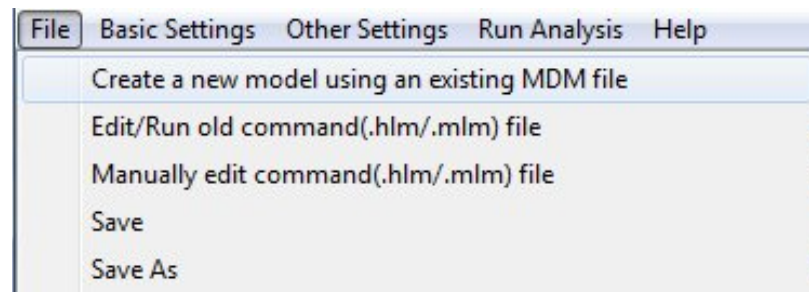 File Basic Settings Other Settings Run Analysis Help
Create a new model using an existing MDM file
Edit/Run old command(.hlm/.mlm) file
Manually edit command(.hlm/.mlm) file
Save
Save As